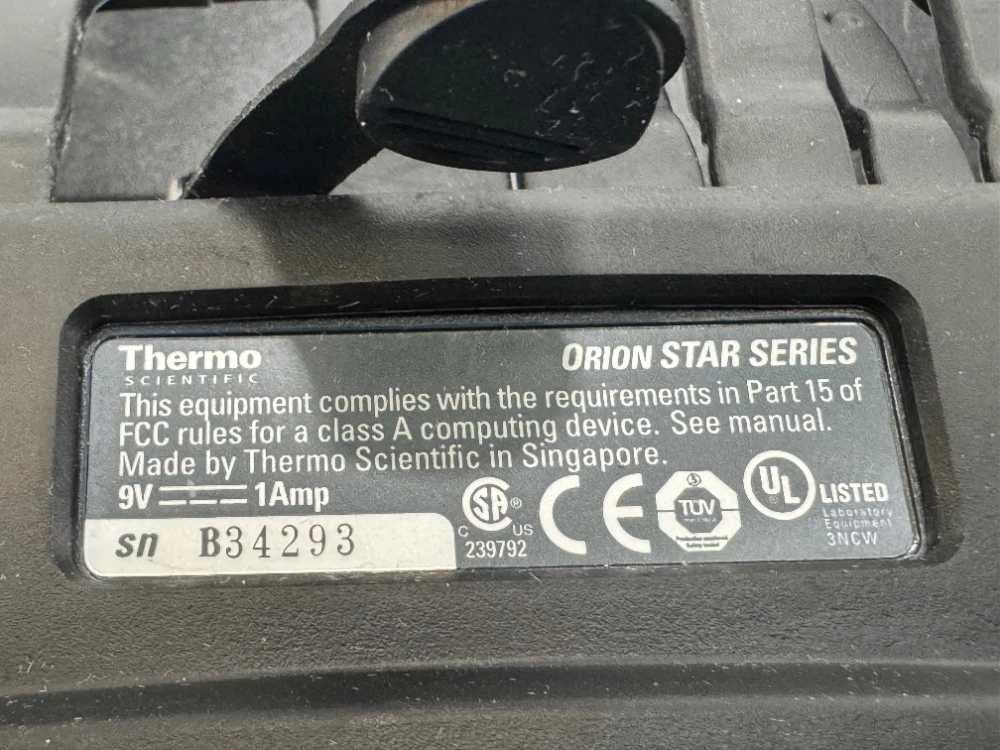 Thermo
SCIENTIFIC
ORION STAR SERIES
This equipment complies with the requirements in Part 15 of
FCC rules for a class A computing device. See manual.
Made by Thermo Scientific in Singapore.
9V 1Amp
sn B34293
SA ®
C US
239792
CE
TÜV
UL ®
LISTED
Laboratory
Equipment
3NCW